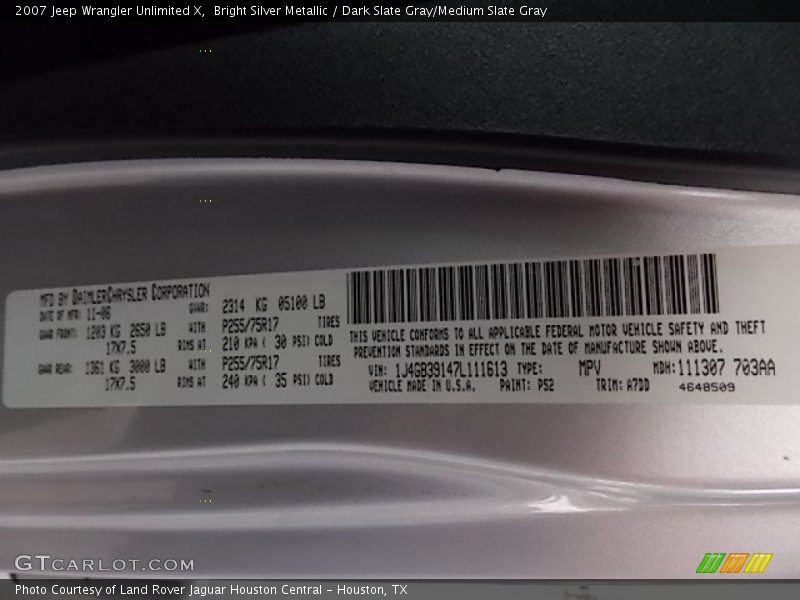 2007 Jeep Wrangler Unlimited X,  Bright Silver Metallic / Dark Slate Gray/Medium Slate Gray
MFD BY DAIMLERCHRYSLER CORPORATION
DATE OF MFR: 11-06 GVWR: 2314 KG 05100 LB
GAWR FRONT: 1203 KG 2650 LB WITH P255/75R17 TIRES
17X7.5 RIMS AT 210 KPA ( 30 PSI) COLD
GAWR REAR: 1361 KG 3000 LB WITH P255/75R17 TIRES
17X7.5 RIMS AT 240 KPA ( 35 PSI) COLD
THIS VEHICLE CONFORMS TO ALL APPLICABLE FEDERAL MOTOR VEHICLE SAFETY AND THEFT
PREVENTION STANDARDS IN EFFECT ON THE DATE OF MANUFACTURE SHOWN ABOVE.
VIN: 1J4GB39147L111613 TYPE: MPV MDH:111307 703AA
VEHICLE MADE IN U.S.A. PAINT: PS2 TRIM: A7DD 4648509
GTCARLOT.COM
Photo Courtesy of Land Rover Jaguar Houston Central - Houston, TX